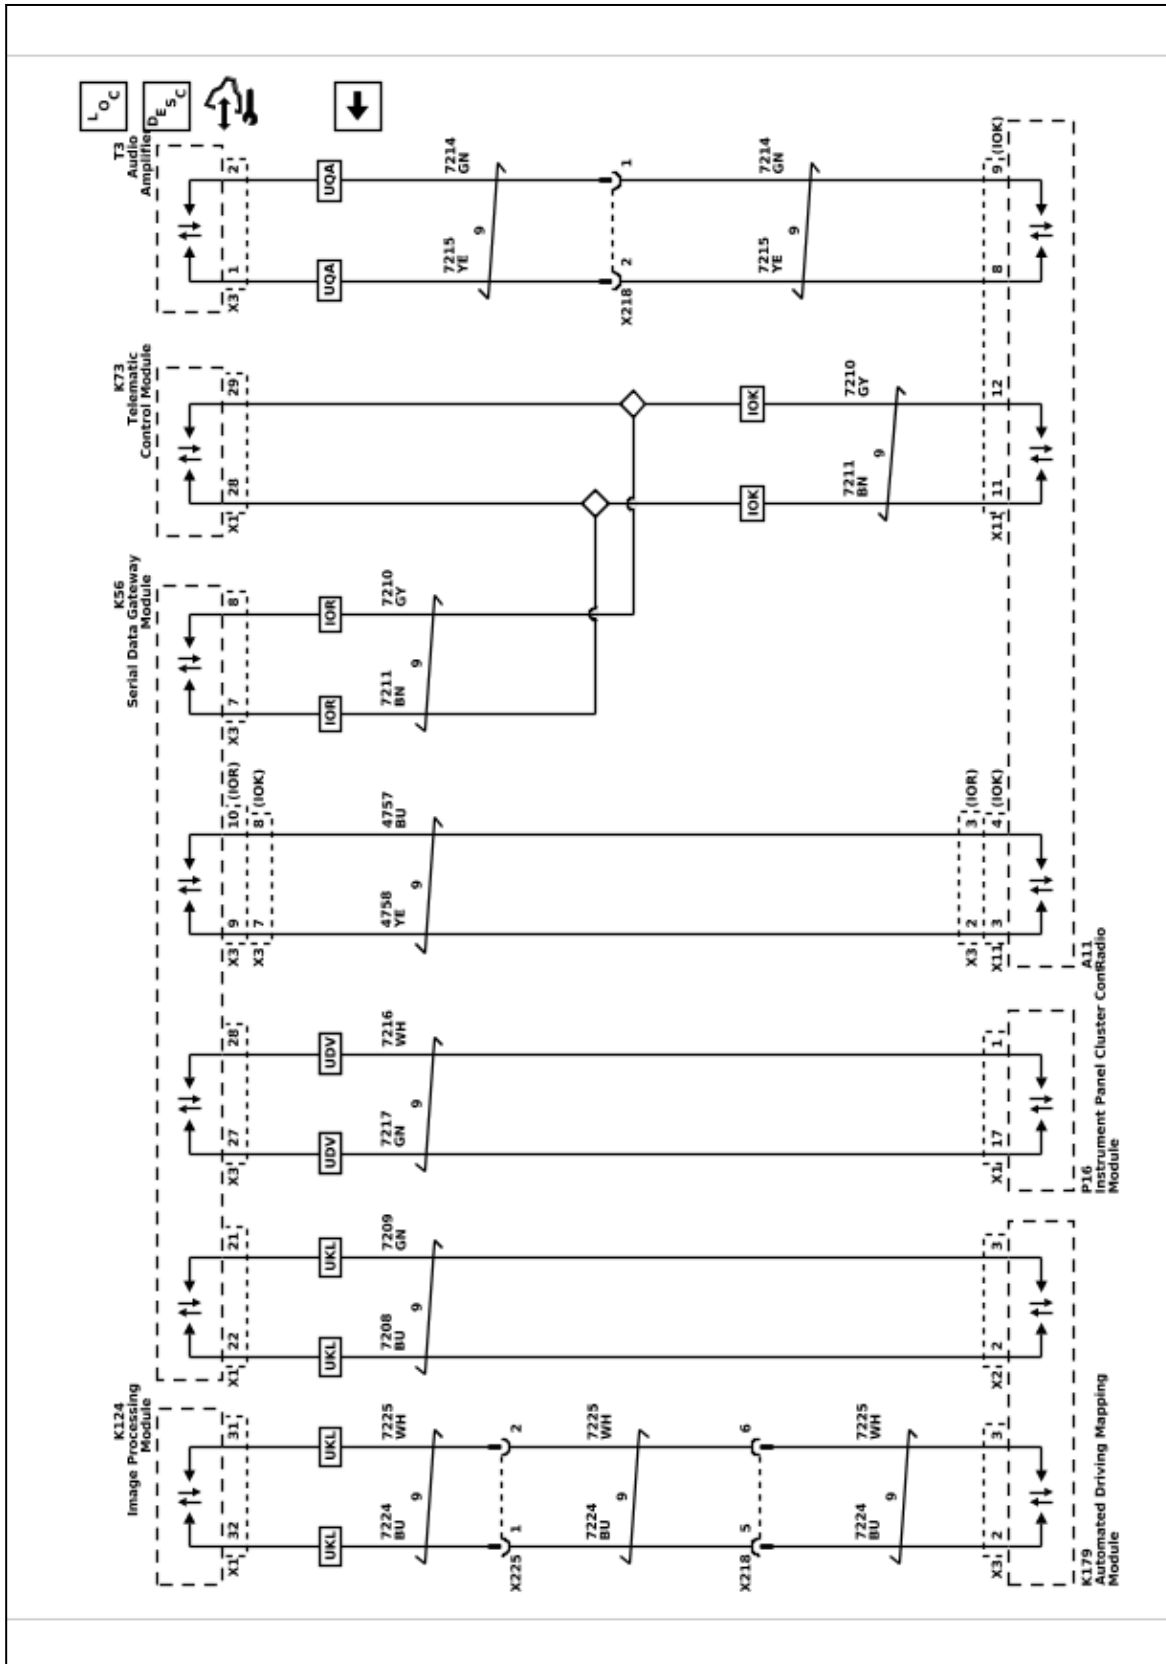 LOC
DESC
K124
Image Processing
Module
K56
Serial Data Gateway
Module
K73
Telematic
Control Module
T3
Audio
Amplifier
X1 32 31
X1 22 21
X3 27 28
X3 9 10 (IOR)
X3 7 8 (IOK)
X3 7 8
X1 28 29
X3 1 2
UKL UKL
UKL UKL
UDV UDV
IOR IOR
UQA UQA
7224 7225
BU WH
9
7208 7209
BU GN
9
7217 7216
GN WH
9
4758 4757
YE BU
9
7211 7210
BN GY
9
7215 7214
YE GN
9
X225 1 2
7224 7225
BU WH
9
X218 2 1
X218 5 6
IOK IOK
7224 7225
BU WH
9
7211 7210
BN GY
9
7215 7214
YE GN
9
X3 2 3 (IOR)
X3 2 3
X2 2 3
X1 17 1
X11 3 4 (IOK)
X11 11 12 8 9 (IOK)
K179
Automated Driving Mapping
Module
P16
Instrument Panel Cluster Cont
Module
A11
Radio